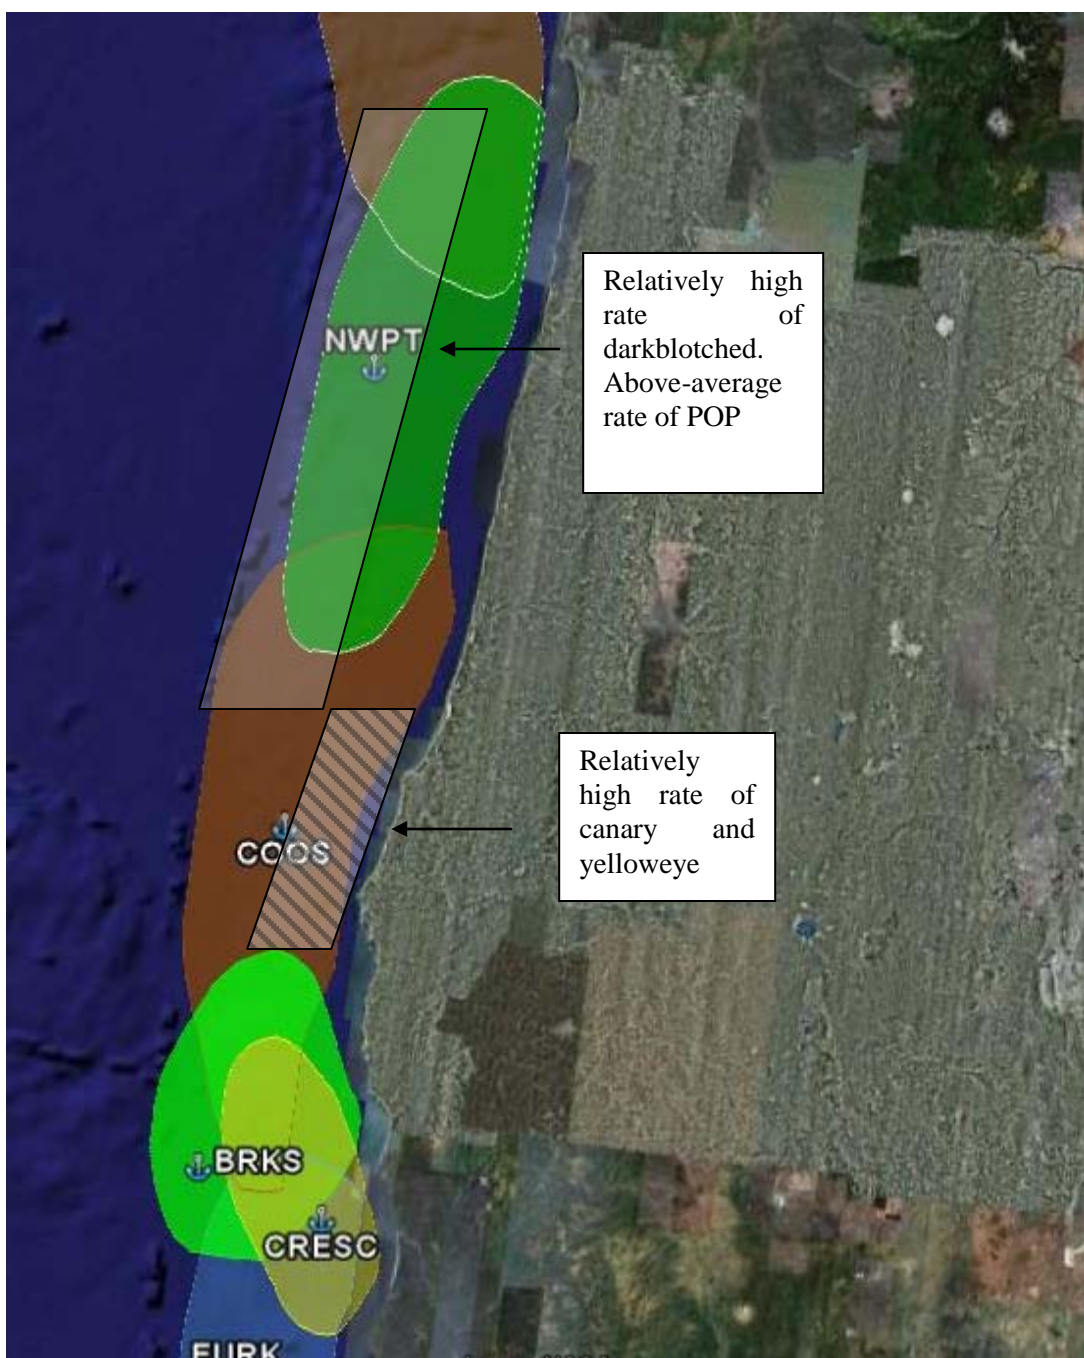 NWPT
Relatively high
rate of
darkblotched.
Above-average
rate of POP
Relatively
high rate of
canary and
yelloweye
COOS
BRKS
CRESC
EURK